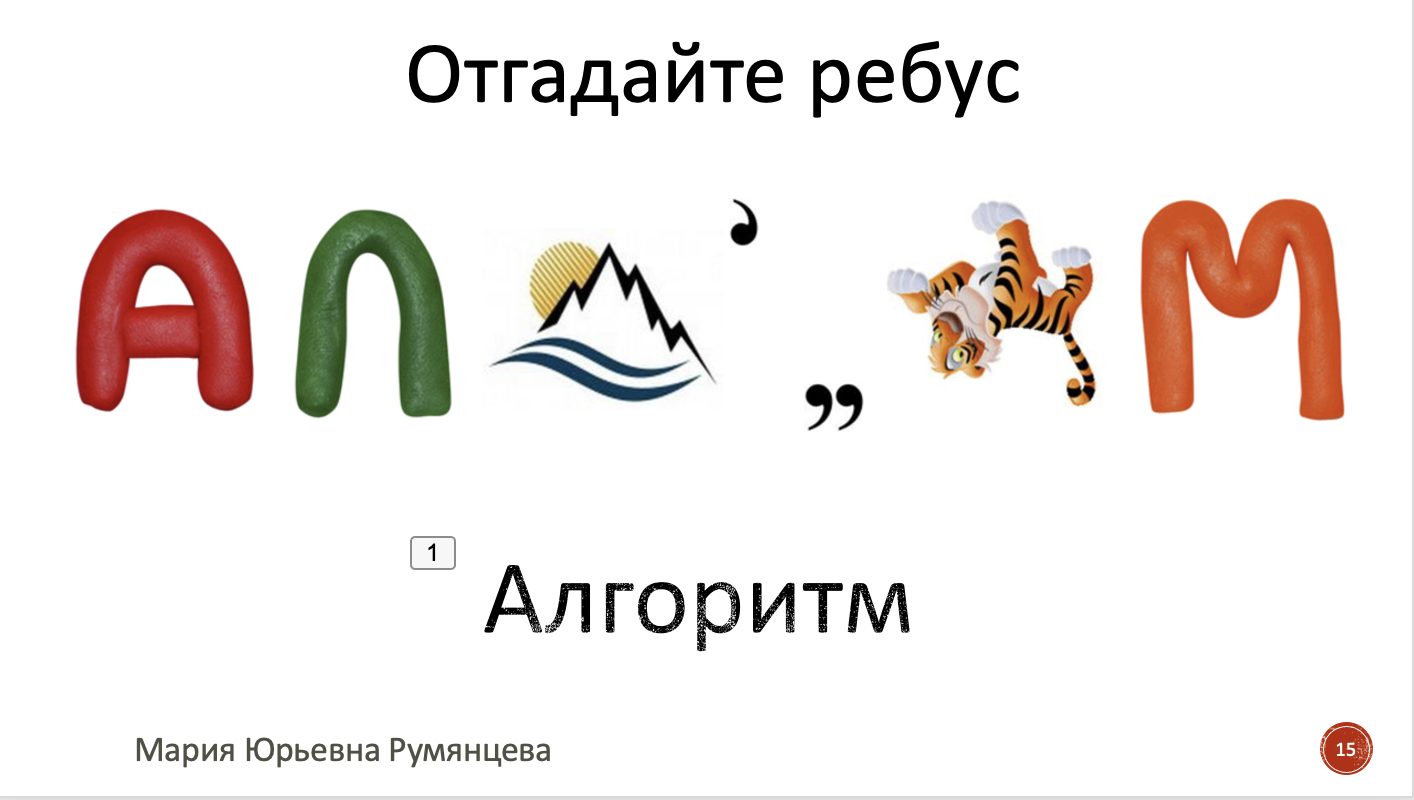 Отгадайте ребус
А Л ’ ,, М
1
Алгоритм
Мария Юрьевна Румянцева
15